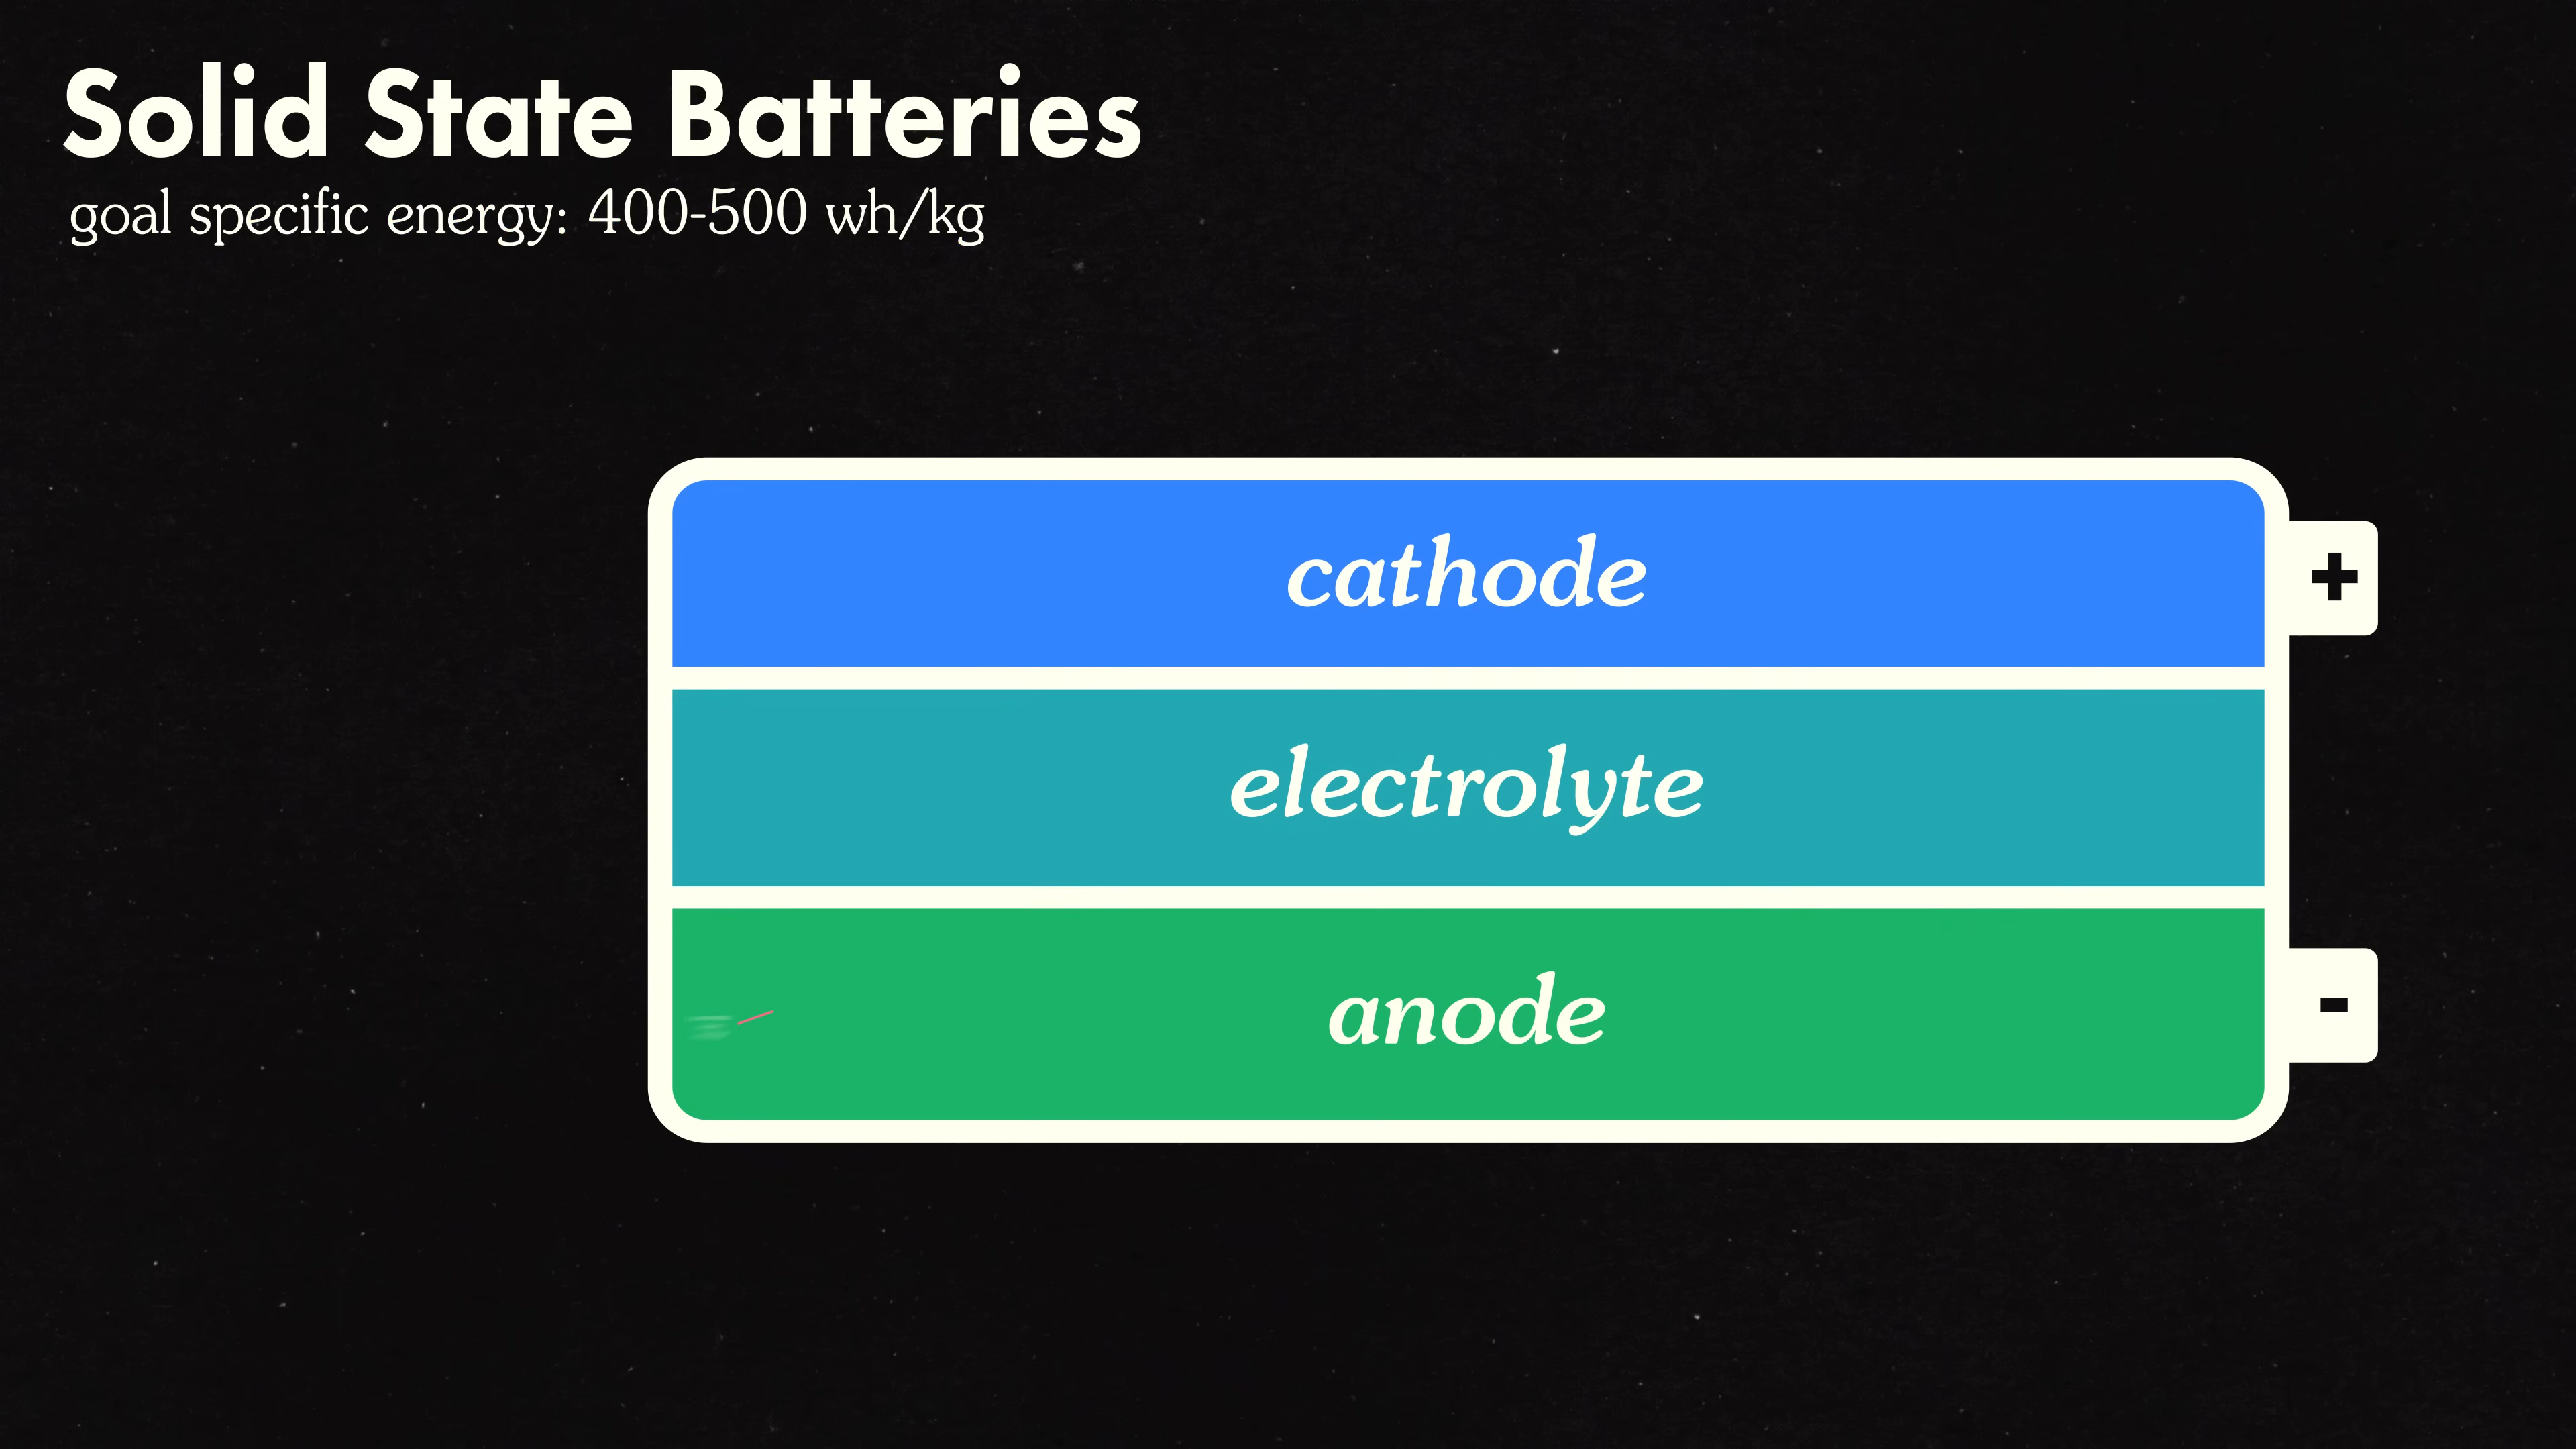 Solid State Batteries
goal specific energy: 400-500 wh/kg
cathode
+
electrolyte
anode
-